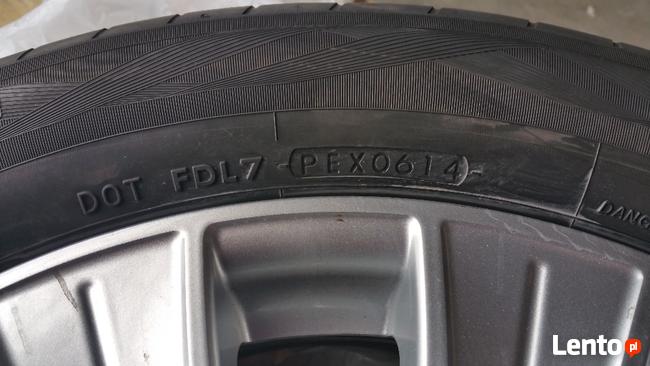 DOT FDL7 PEX0614
DANG
Lento.pl